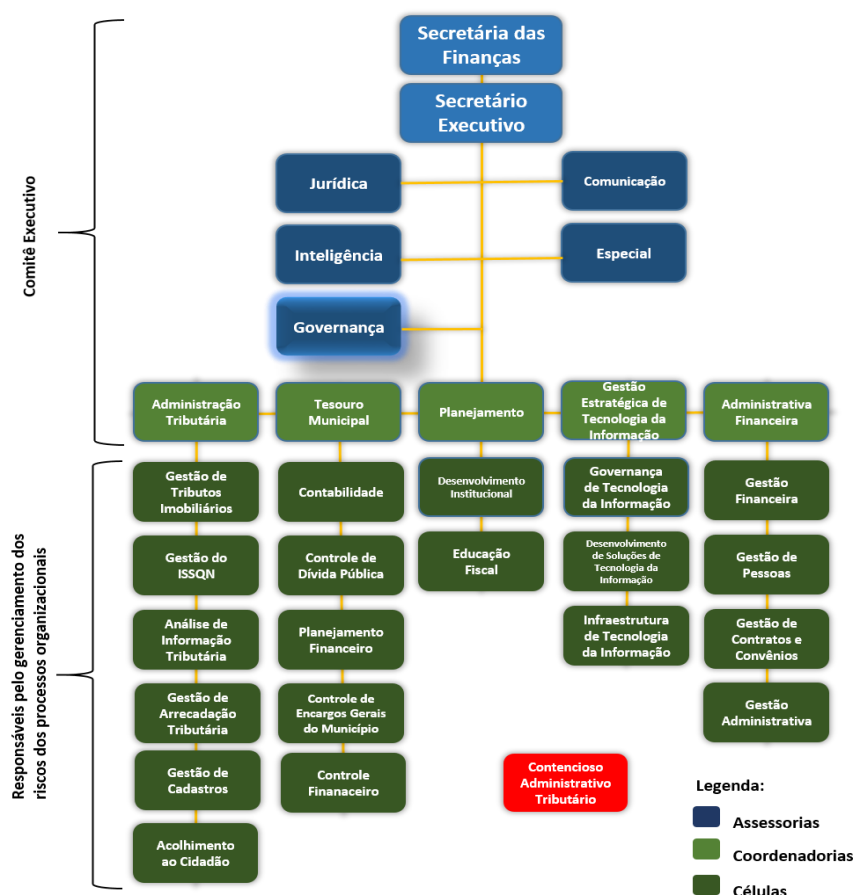 Secretária das
Finanças
Secretário
Executivo
Jurídica
Comunicação
Inteligência
Especial
Governança
Comitê Executivo
Administração
Tributária
Tesouro
Municipal
Planejamento
Gestão
Estratégica de
Tecnologia da
Informação
Administrativa
Financeira
Responsáveis pelo gerenciamento dos
riscos dos processos organizacionais
Gestão de
Tributos
Imobiliários
Gestão do
ISSQN
Análise de
Informação
Tributária
Gestão de
Arrecadação
Tributária
Gestão de
Cadastros
Acolhimento
ao Cidadão
Contabilidade
Controle de
Dívida Pública
Planejamento
Financeiro
Controle de
Encargos Gerais
do Município
Controle
Finanaceiro
Desenvolvimento
Institucional
Educação
Fiscal
Governança
de Tecnologia
da Informação
Desenvolvimento
de Soluções de
Tecnologia da
Informação
Infraestrutura
de Tecnologia
da Informação
Gestão
Financeira
Gestão de
Pessoas
Gestão de
Contratos e
Convênios
Gestão
Administrativa
Contencioso
Administrativo
Tributário
Legenda:
Assessorias
Coordenadorias
Células